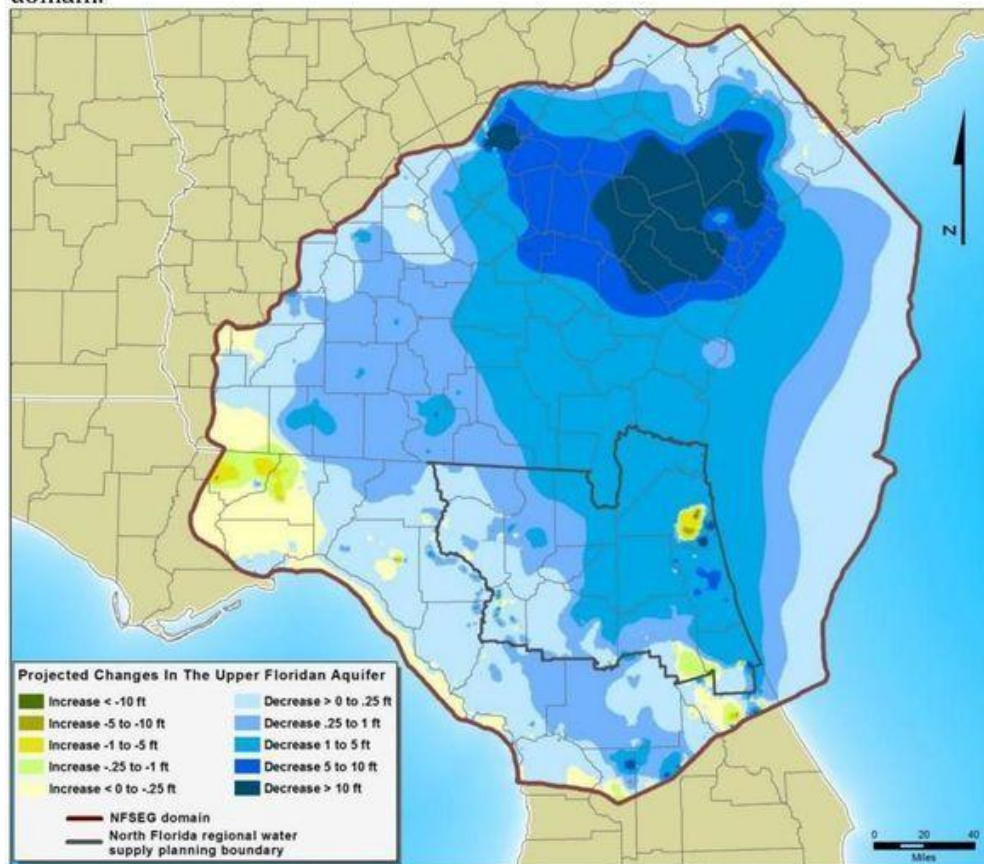 domain.
N
Projected Changes In The Upper Floridan Aquifer
Increase < -10 ft
Increase -5 to -10 ft
Increase -1 to -5 ft
Increase -.25 to -1 ft
Increase < 0 to -.25 ft
Decrease > 0 to .25 ft
Decrease .25 to 1 ft
Decrease 1 to 5 ft
Decrease 5 to 10 ft
Decrease > 10 ft
NFSEG domain
North Florida regional water
supply planning boundary
0 20 40
Miles